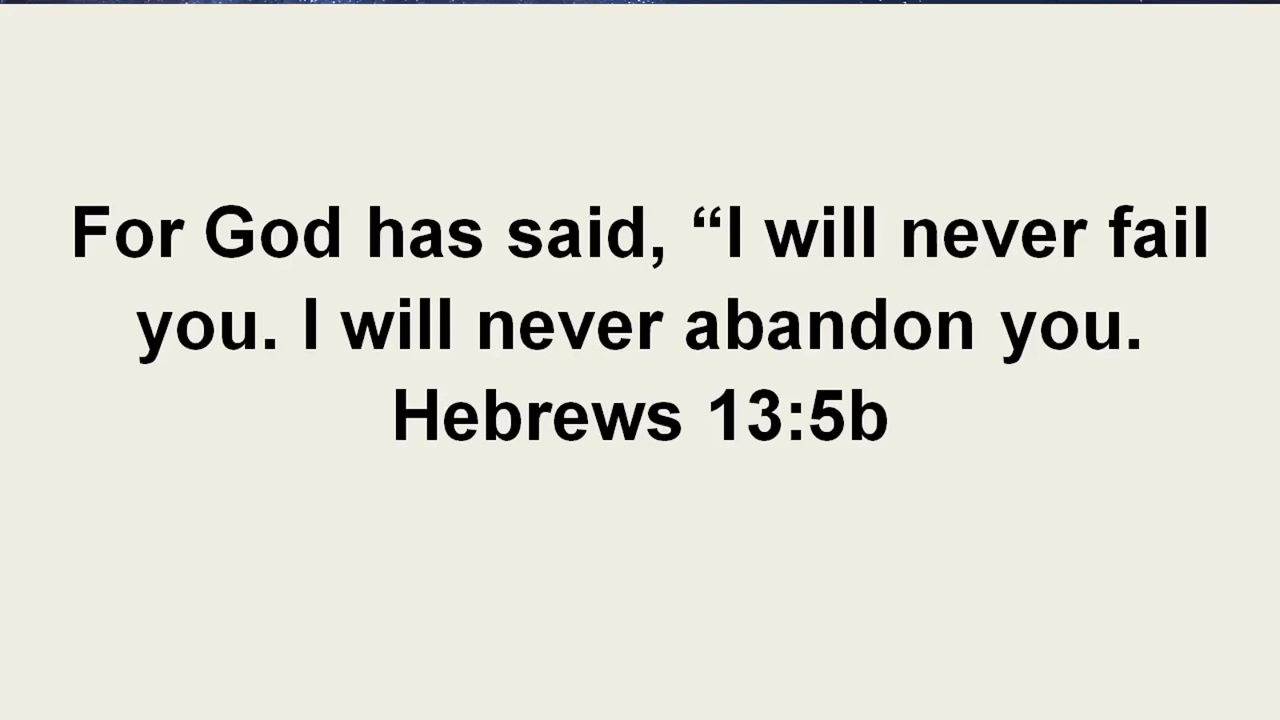 For God has said, “I will never fail
you. I will never abandon you.
Hebrews 13:5b